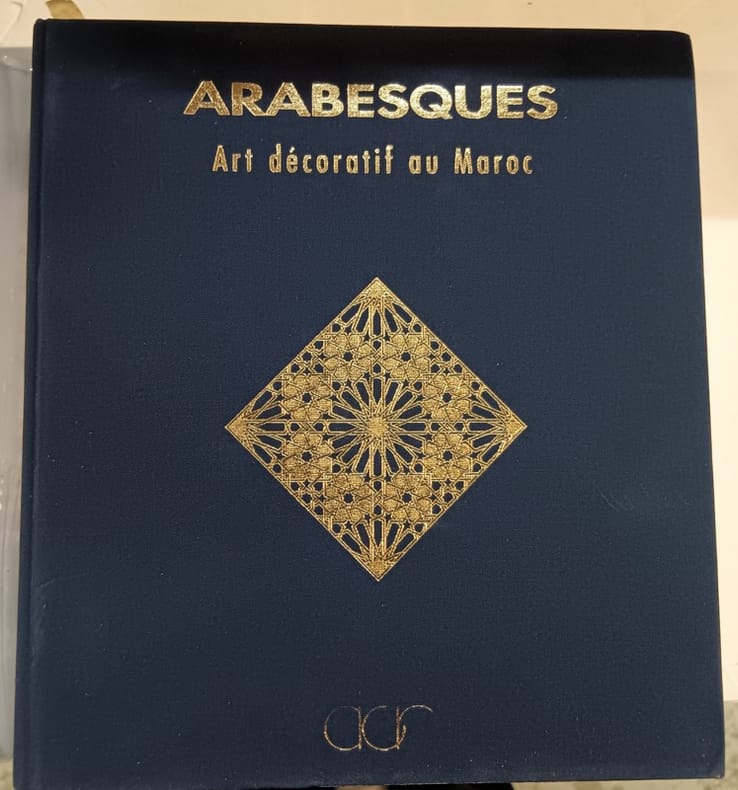 ARABESQUES
Art décoratif au Maroc
acr